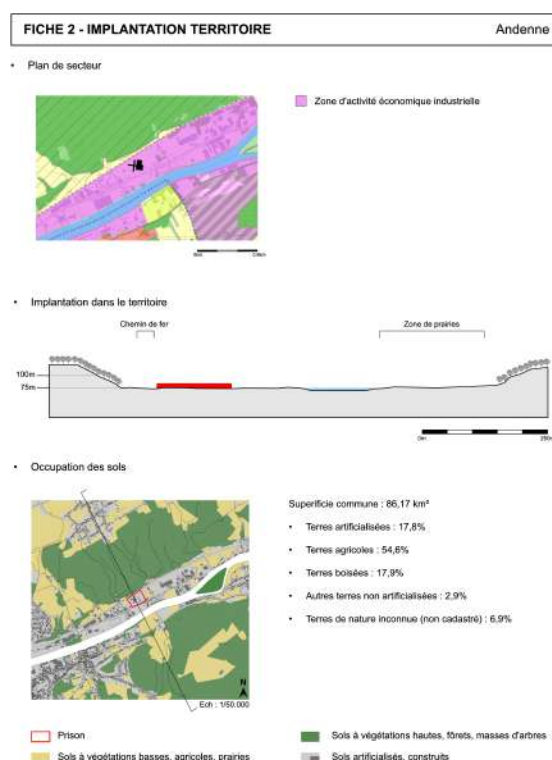 FICHE 2 - IMPLANTATION TERRITOIRE Andenne
• Plan de secteur
Zone d'activité économique industrielle
• Implantation dans le territoire
Chemin de fer Zone de prairies
100m
75m
0m
• Occupation des sols
Superificie commune : 86,17 km²
• Terres artificialisées : 17,8%
• Terres agricoles : 54,6%
• Terres boisées : 17,9%
• Autres terres non artificialisées : 2,9%
• Terres de nature inconnue (non cadastré) : 6,9%
N
Ech : 1/50.000
Prison
Sols à végétations hautes, fôrets, masses d'arbres
Sols à végétations basses, agricoles, prairies
Sols artificialisés, construits